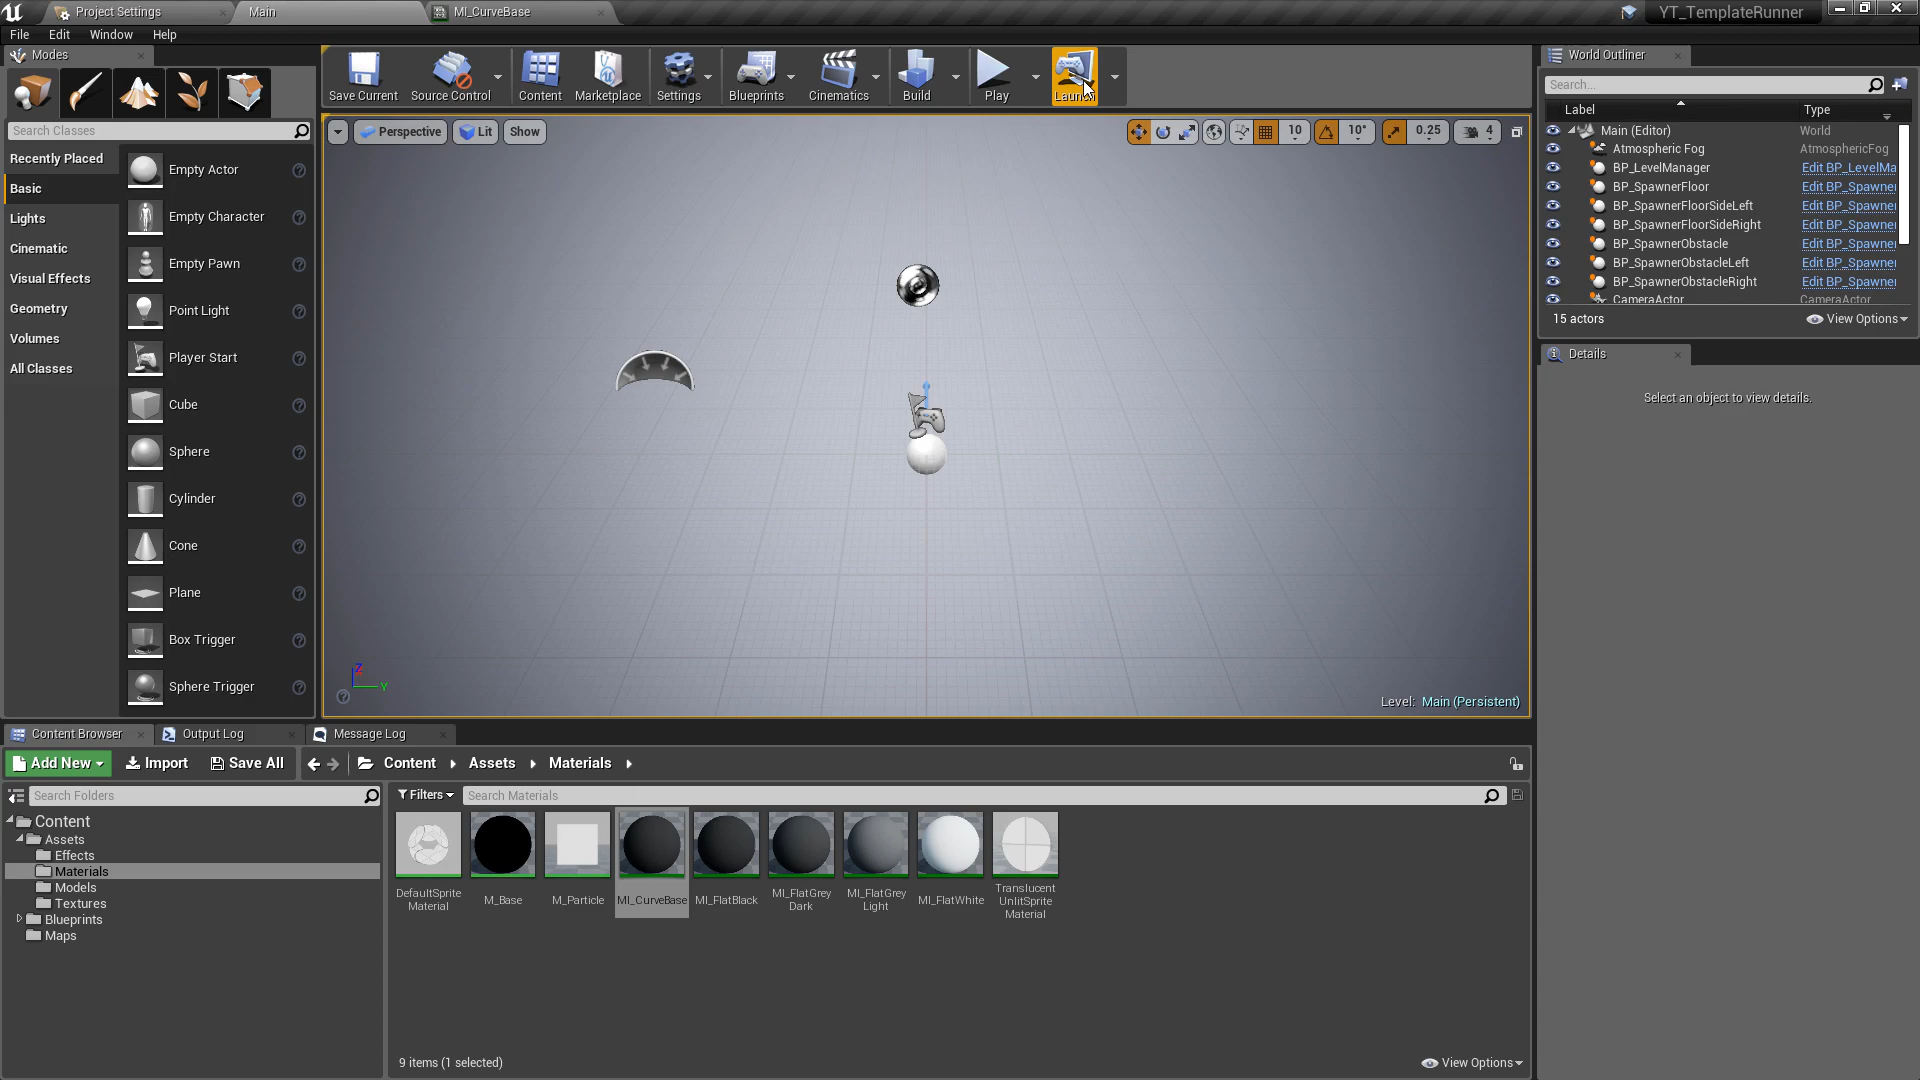 Project Settings
Main
MI_CurveBase
YT_TemplateRunner
File Edit Window Help
Modes
Search Classes
Recently Placed
Basic
Lights
Cinematic
Visual Effects
Geometry
Volumes
All Classes
Empty Actor
Empty Character
Empty Pawn
Point Light
Player Start
Cube
Sphere
Cylinder
Cone
Plane
Box Trigger
Sphere Trigger
Save Current
Source Control
Content
Marketplace
Settings
Blueprints
Cinematics
Build
Play
Launch
Perspective
Lit
Show
10
10°
0.25
4
Z
Y
Level: Main (Persistent)
World Outliner
Search...
Label Type
Main (Editor) World
Atmospheric Fog AtmosphericFog
BP_LevelManager Edit BP_LevelMa
BP_SpawnerFloor Edit BP_Spawner
BP_SpawnerFloorSideLeft Edit BP_Spawner
BP_SpawnerFloorSideRight Edit BP_Spawner
BP_SpawnerObstacle Edit BP_Spawner
BP_SpawnerObstacleLeft Edit BP_Spawner
BP_SpawnerObstacleRight Edit BP_Spawner
CameraActor CameraActor
15 actors
View Options
Details
Select an object to view details.
Content Browser
Output Log
Message Log
Add New
Import
Save All
Content
Assets
Materials
Search Folders
Content
Assets
Effects
Materials
Models
Textures
Blueprints
Maps
Filters
Search Materials
DefaultSprite
Material
M_Base
M_Particle
MI_CurveBase
MI_FlatBlack
MI_FlatGrey
Dark
MI_FlatGrey
Light
MI_FlatWhite
Translucent
UnlitSprite
Material
9 items (1 selected)
View Options